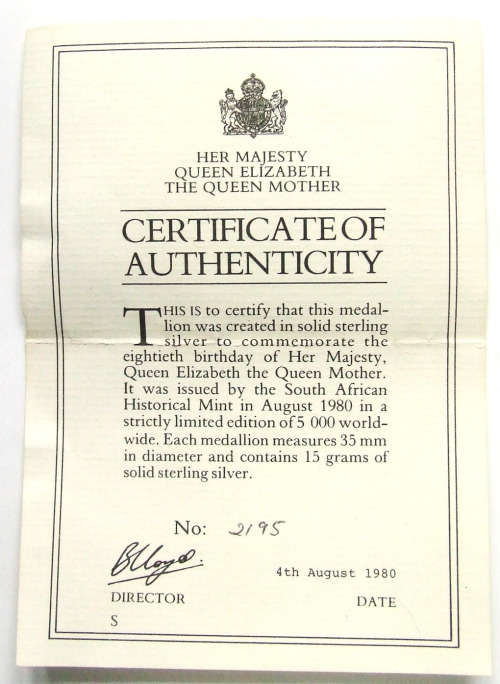 HER MAJESTY
QUEEN ELIZABETH
THE QUEEN MOTHER
CERTIFICATE OF
AUTHENTICITY
THIS IS to certify that this medal-
lion was created in solid sterling
silver to commemorate the
eightieth birthday of Her Majesty,
Queen Elizabeth the Queen Mother.
It was issued by the South African
Historical Mint in August 1980 in a
strictly limited edition of 5 000 world-
wide. Each medallion measures 35 mm
in diameter and contains 15 grams of
solid sterling silver.
No: 2195
BLloyd.
4th August 1980
DIRECTOR DATE
S